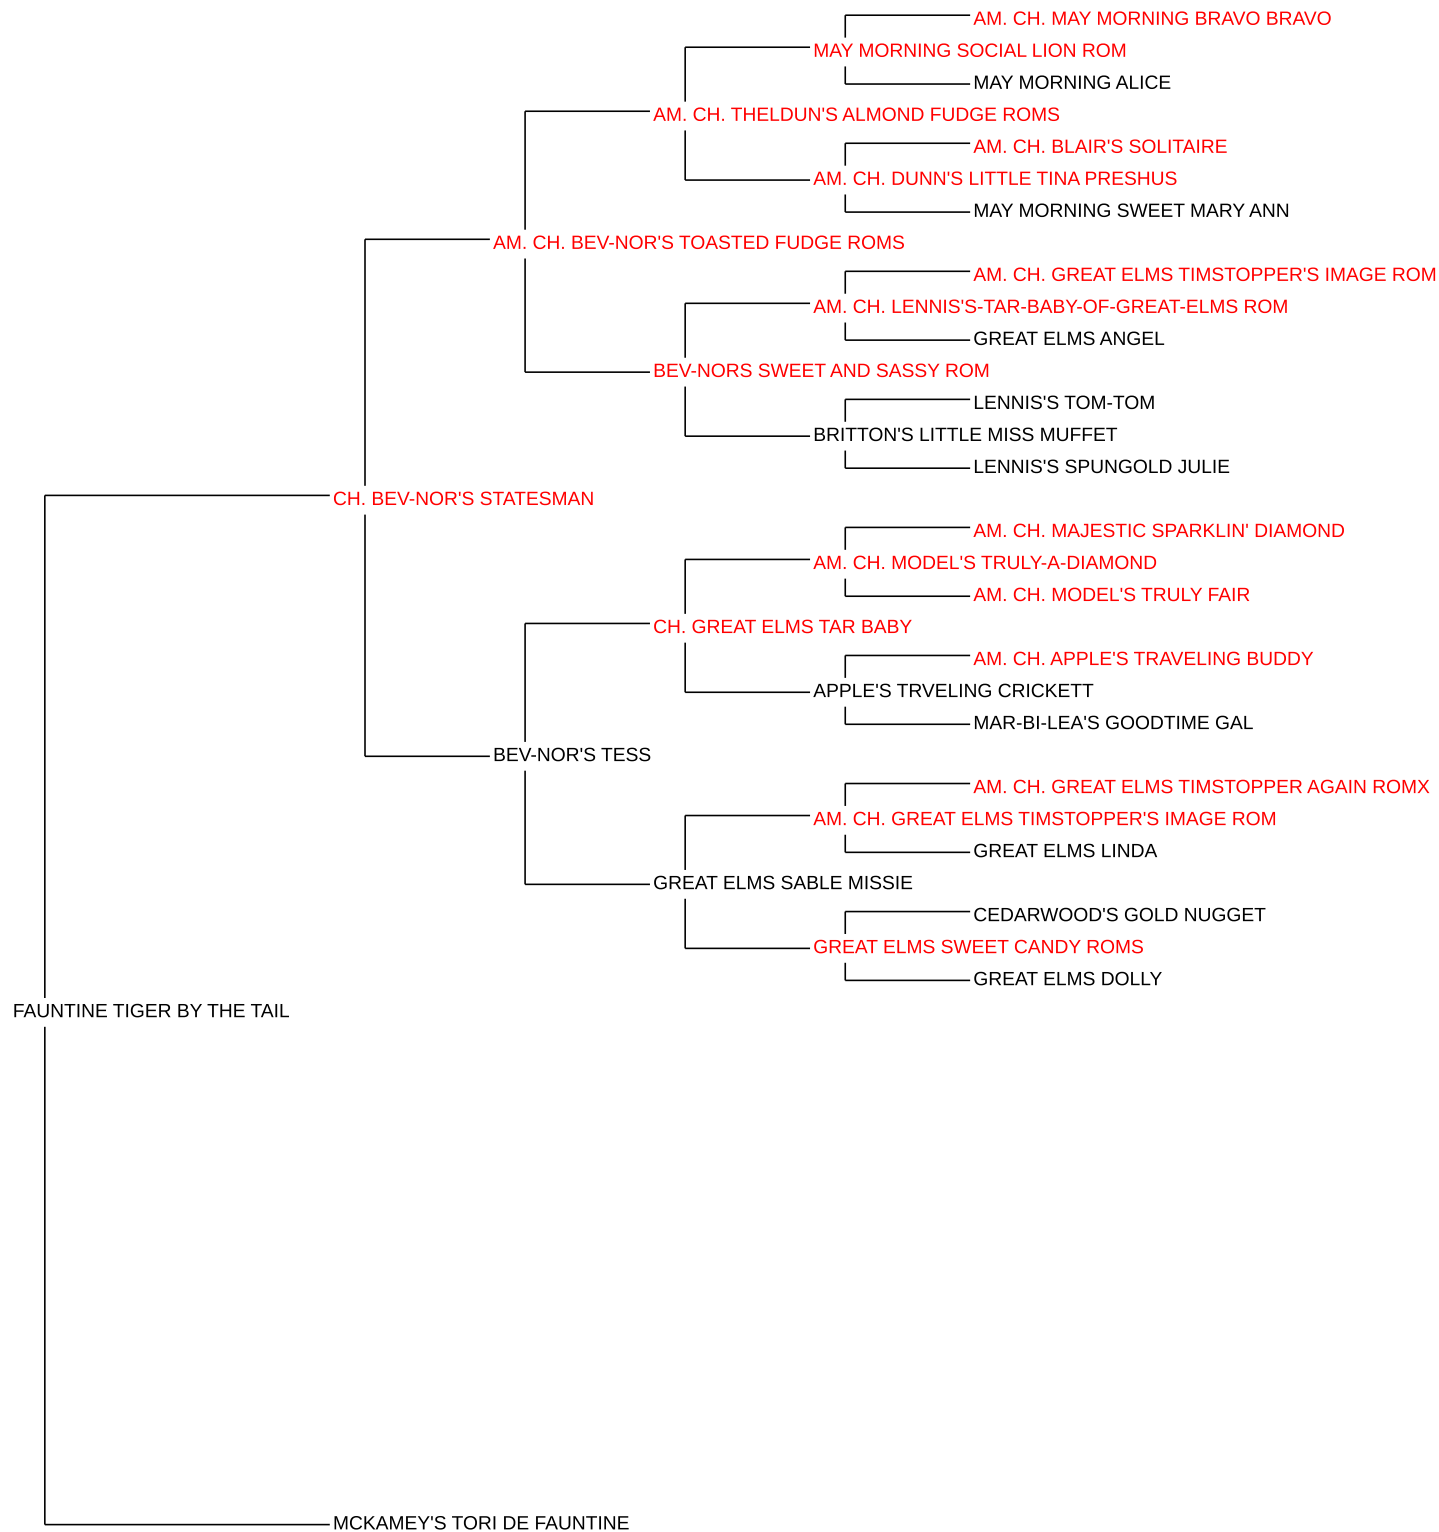 AM. CH. MAY MORNING BRAVO BRAVO
MAY MORNING SOCIAL LION ROM
MAY MORNING ALICE
AM. CH. THELDUN'S ALMOND FUDGE ROMS
AM. CH. BLAIR'S SOLITAIRE
AM. CH. DUNN'S LITTLE TINA PRESHUS
MAY MORNING SWEET MARY ANN
AM. CH. BEV-NOR'S TOASTED FUDGE ROMS
AM. CH. GREAT ELMS TIMSTOPPER'S IMAGE ROM
AM. CH. LENNIS'S-TAR-BABY-OF-GREAT-ELMS ROM
GREAT ELMS ANGEL
BEV-NORS SWEET AND SASSY ROM
LENNIS'S TOM-TOM
BRITTON'S LITTLE MISS MUFFET
LENNIS'S SPUNGOLD JULIE
CH. BEV-NOR'S STATESMAN
AM. CH. MAJESTIC SPARKLIN' DIAMOND
AM. CH. MODEL'S TRULY-A-DIAMOND
AM. CH. MODEL'S TRULY FAIR
CH. GREAT ELMS TAR BABY
AM. CH. APPLE'S TRAVELING BUDDY
APPLE'S TRVELING CRICKETT
MAR-BI-LEA'S GOODTIME GAL
BEV-NOR'S TESS
AM. CH. GREAT ELMS TIMSTOPPER AGAIN ROMX
AM. CH. GREAT ELMS TIMSTOPPER'S IMAGE ROM
GREAT ELMS LINDA
GREAT ELMS SABLE MISSIE
CEDARWOOD'S GOLD NUGGET
GREAT ELMS SWEET CANDY ROMS
GREAT ELMS DOLLY
FAUNTINE TIGER BY THE TAIL
MCKAMEY'S TORI DE FAUNTINE